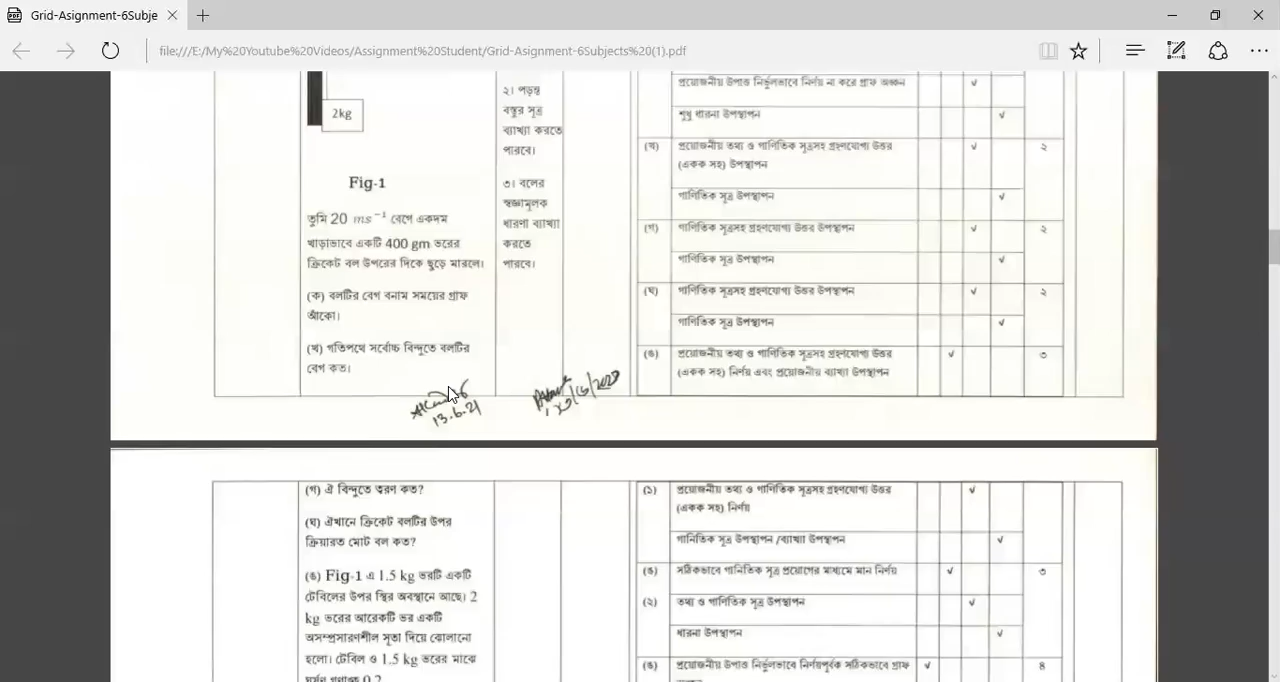 Grid-Asignment-6Subje
file:///E:/My%20Youtube%20Videos/Assignment%20Student/Grid-Asignment-6Subjects%20(1).pdf
2kg
Fig-1
তুমি 20 ms⁻¹ বেগে একদম
খাড়াভাবে একটি 400 gm ভরের
ক্রিকেট বল উপরের দিকে ছুড়ে মারলে।
(ক) বলটির বেগ বনাম সময়ের গ্রাফ
আঁকো।
(খ) গতিপথে সর্বোচ্চ বিন্দুতে বলটির
বেগ কত।
২। পড়ন্ত
বস্তুর সূত্র
ব্যাখ্যা করতে
পারবে।
৩। বলের
স্বজ্ঞামূলক
ধারণা ব্যাখ্যা
করতে
পারবে।
প্রয়োজনীয় উপাত্ত নির্ভুলভাবে নির্ণয় না করে গ্রাফ অঙ্কন √
শুধু ধারনা উপস্থাপন √
(খ) প্রয়োজনীয় তথ্য ও গাণিতিক সূত্রসহ গ্রহণযোগ্য উত্তর √ ২
(একক সহ) উপস্থাপন
গাণিতিক সূত্র উপস্থাপন √
(গ) গাণিতিক সূত্রসহ গ্রহণযোগ্য উত্তর উপস্থাপন √ ২
গাণিতিক সূত্র উপস্থাপন √
(ঘ) গাণিতিক সূত্রসহ গ্রহণযোগ্য উত্তর উপস্থাপন √ ২
গাণিতিক সূত্র উপস্থাপন √
(ঙ) প্রয়োজনীয় তথ্য ও গাণিতিক সূত্রসহ গ্রহণযোগ্য উত্তর √ ৩
(একক সহ) নির্ণয় এবং প্রয়োজনীয় ব্যাখ্যা উপস্থাপন
13.6.21
(গ) ঐ বিন্দুতে ত্বরণ কত?
(ঘ) ঐখানে ক্রিকেট বলটির উপর
ক্রিয়ারত মোট বল কত?
(ঙ) Fig-1 এ 1.5 kg ভরটি একটি
টেবিলের উপর স্থির অবস্থানে আছে। 2
kg ভরের আরেকটি ভর একটি
অসম্প্রসারণশীল সূতা দিয়ে ঝোলানো
হলো। টেবিল ও 1.5 kg ভরের মাঝে
ঘর্ষণ গুণাঙ্ক 0.2
(১) প্রয়োজনীয় তথ্য ও গাণিতিক সূত্রসহ গ্রহণযোগ্য উত্তর √
(একক সহ) নির্ণয়
গানিতিক সূত্র উপস্থাপন /ব্যাখ্যা উপস্থাপন √
(ঙ) সঠিকভাবে গানিতিক সূত্র প্রয়োগের মাধ্যমে মান নির্ণয় √ ৩
(২) তথ্য ও গাণিতিক সূত্র উপস্থাপন √
ধারনা উপস্থাপন √
(ঙ) প্রয়োজনীয় উপাত্ত নির্ভুলভাবে নির্ণয়পূর্বক সঠিকভাবে গ্রাফ √ ৪